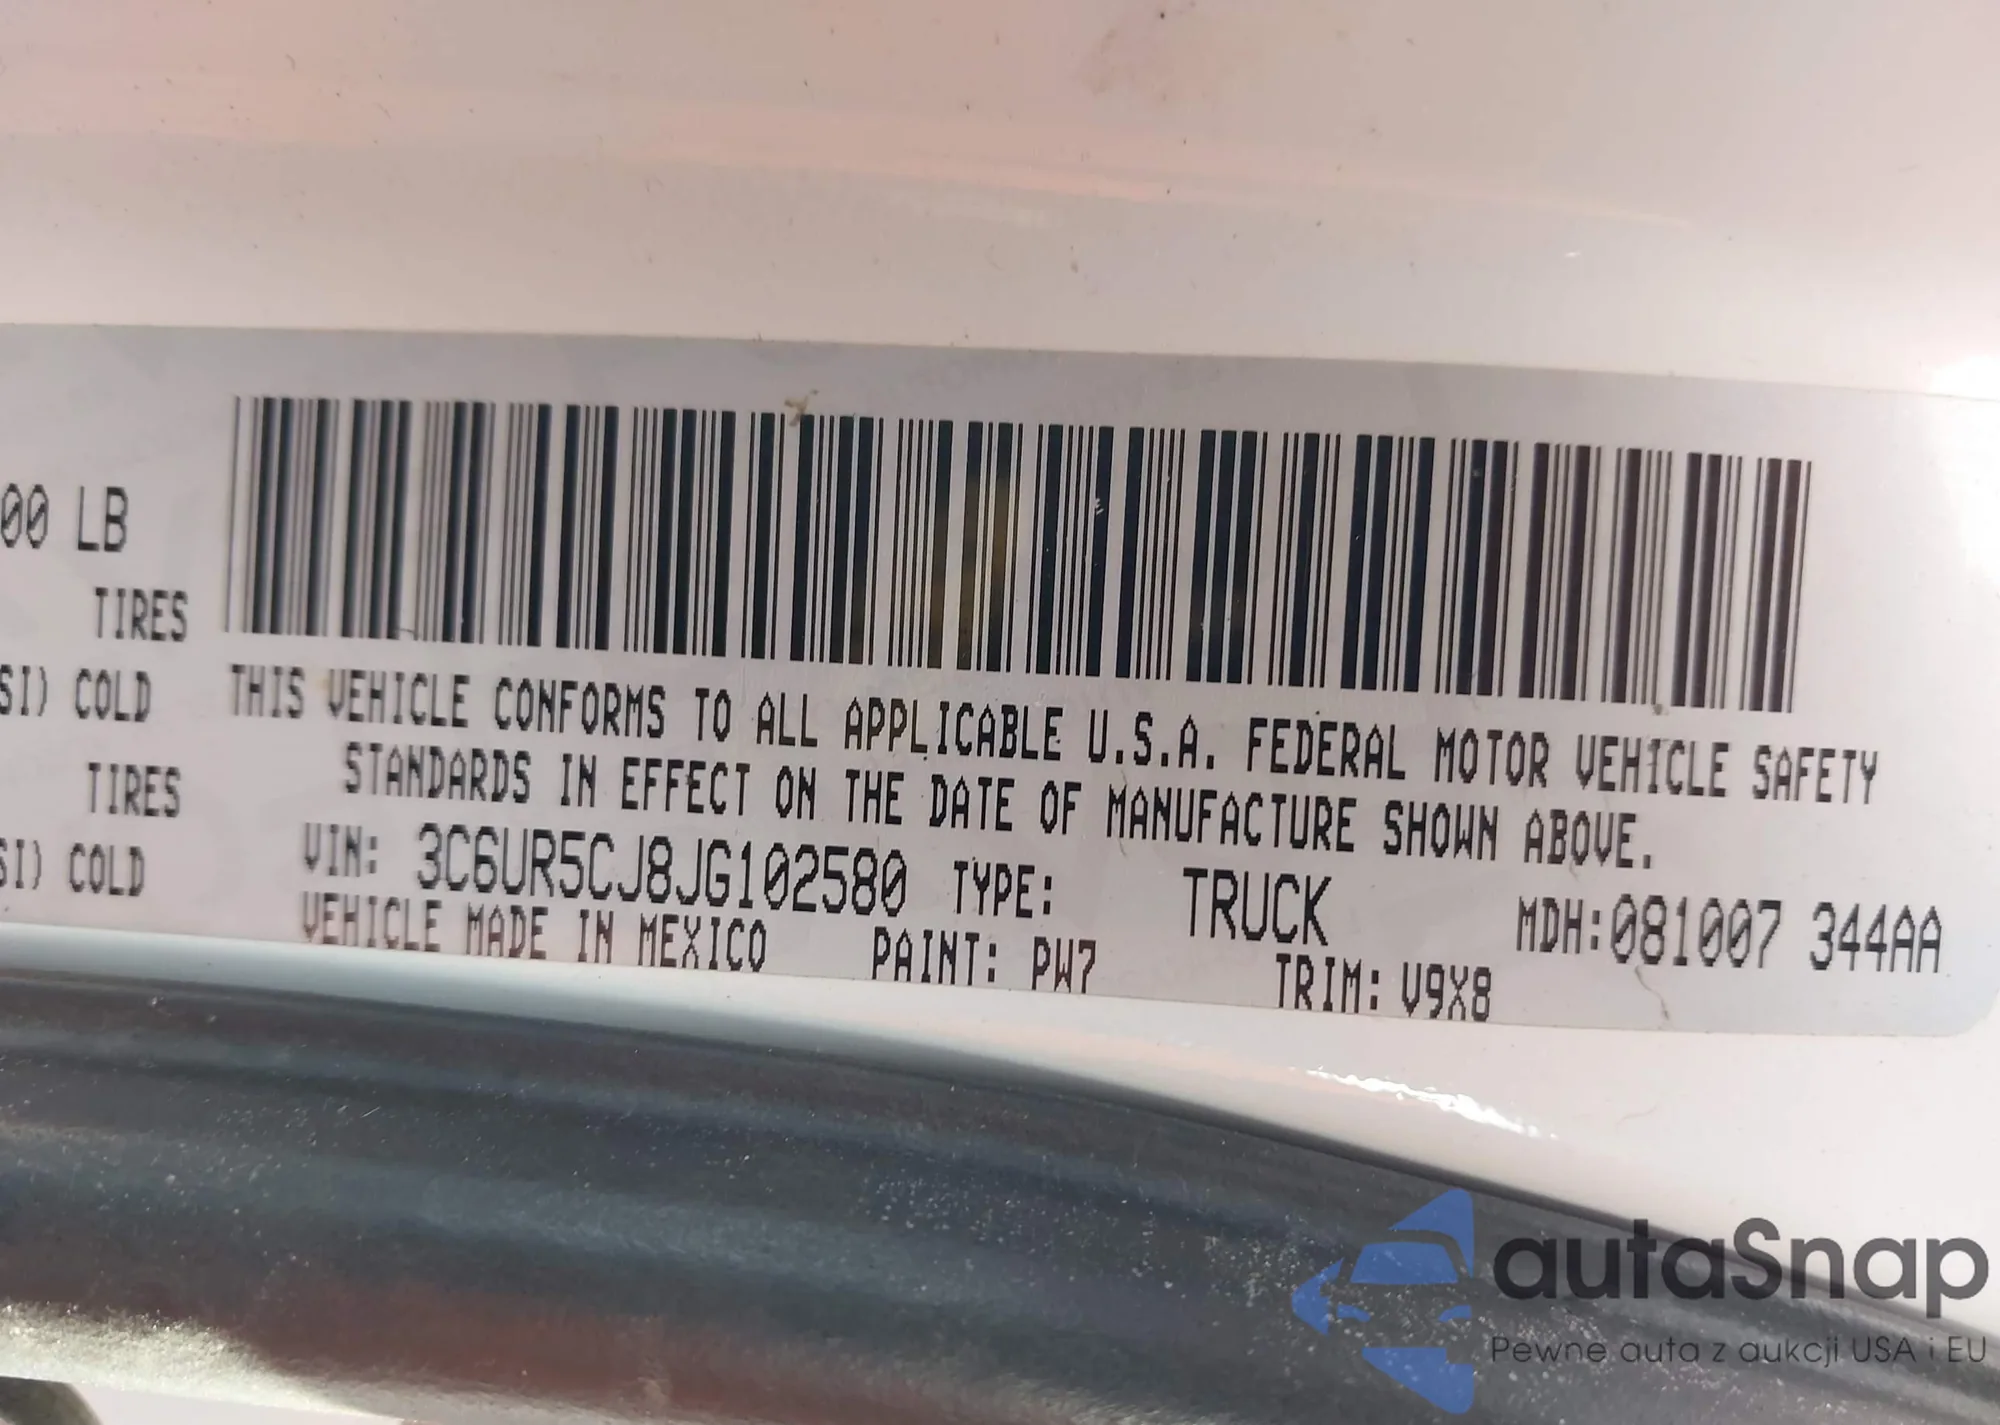 00 LB
TIRES
SI) COLD
TIRES
SI) COLD
THIS VEHICLE CONFORMS TO ALL APPLICABLE U.S.A. FEDERAL MOTOR VEHICLE SAFETY
STANDARDS IN EFFECT ON THE DATE OF MANUFACTURE SHOWN ABOVE.
VIN: 3C6UR5CJ8JG102580 TYPE: TRUCK MDH:081007 344AA
VEHICLE MADE IN MEXICO PAINT: PW7 TRIM: V9X8
autaSnap
Pewne auta z aukcji USA i EU